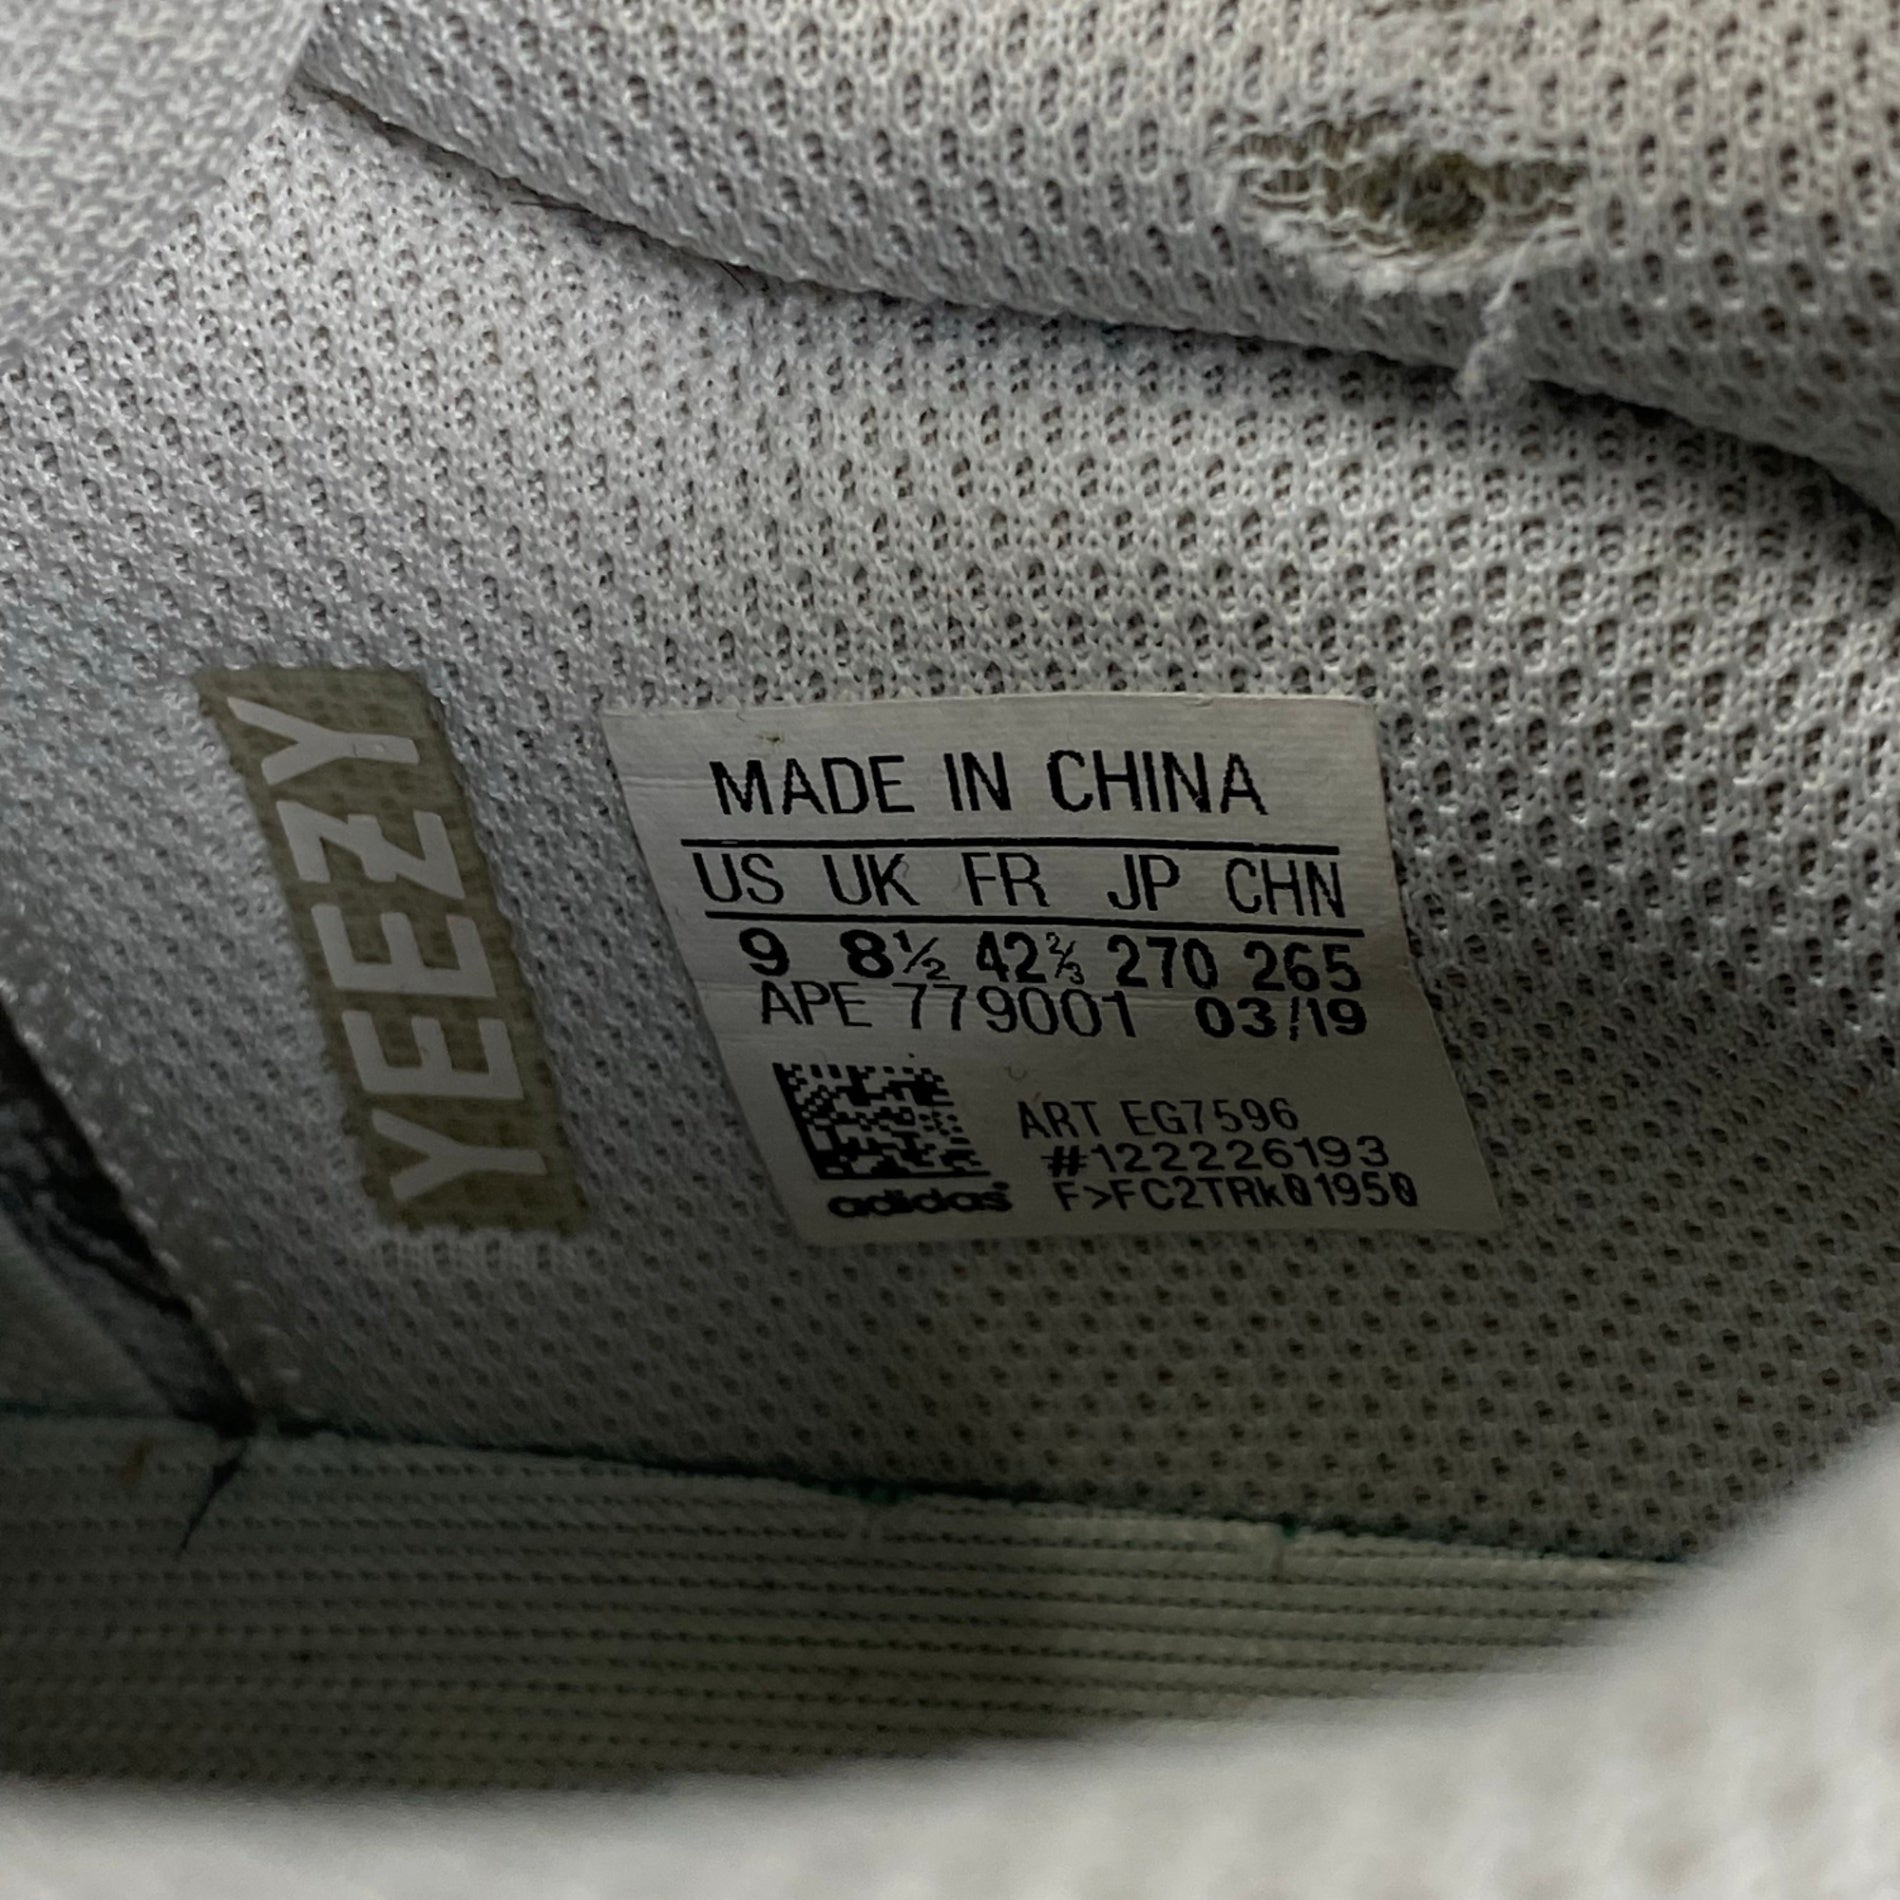 YEEZY
MADE IN CHINA
US UK FR JP CHN
9 8½ 42⅔ 270 265
APE 779001 03/19
ART EG7596
#122226193
F>FC2TRk01950
adidas